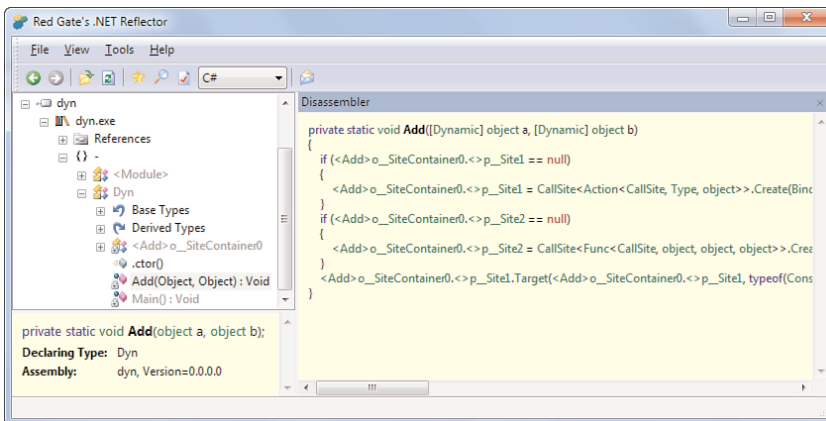 Red Gate's .NET Reflector
File View Tools Help
C#
dyn
dyn.exe
References
{} -
<Module>
Dyn
Base Types
Derived Types
<Add>o__SiteContainer0
.ctor()
Add(Object, Object) : Void
Main() : Void
private static void Add(object a, object b);
Declaring Type: Dyn
Assembly: dyn, Version=0.0.0.0
Disassembler
private static void Add([Dynamic] object a, [Dynamic] object b)
{
if (<Add>o__SiteContainer0.<>p__Site1 == null)
{
<Add>o__SiteContainer0.<>p__Site1 = CallSite<Action<CallSite, Type, object>>.Create(Binc
}
if (<Add>o__SiteContainer0.<>p__Site2 == null)
{
<Add>o__SiteContainer0.<>p__Site2 = CallSite<Func<CallSite, object, object, object>>.Crea
}
<Add>o__SiteContainer0.<>p__Site1.Target(<Add>o__SiteContainer0.<>p__Site1, typeof(Cons
}